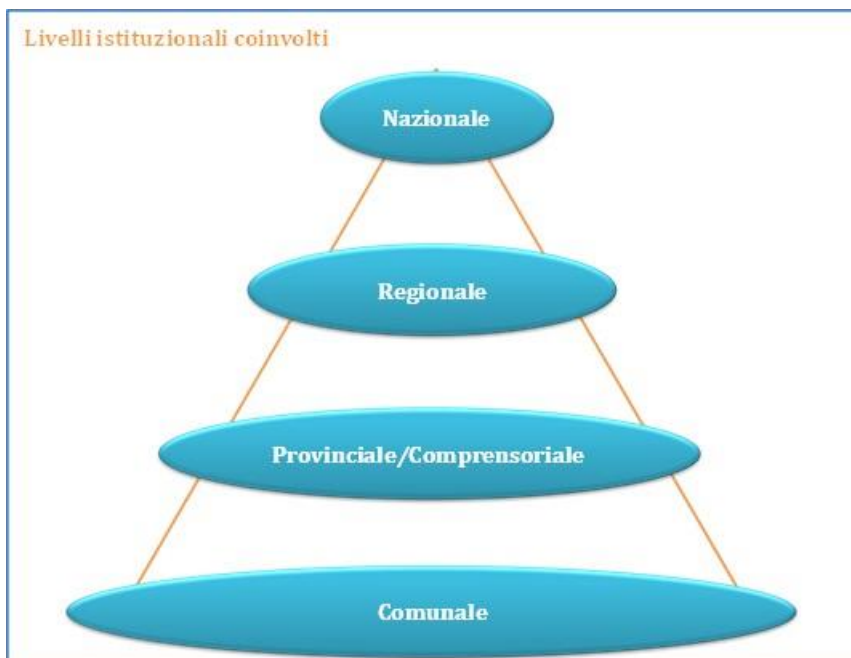 Livelli istituzionali coinvolti
Nazionale
Regionale
Provinciale/Comprensoriale
Comunale